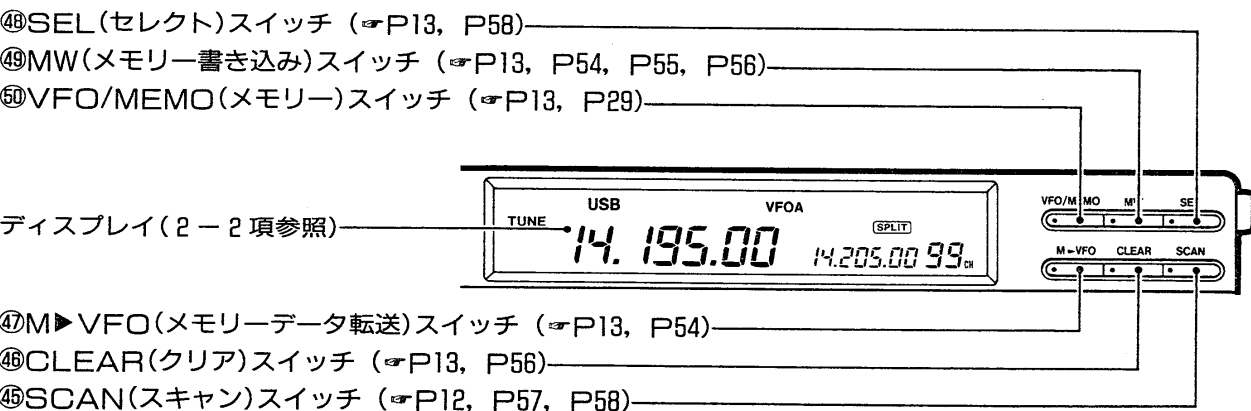 ㊽SEL(セレクト)スイッチ (☞P13, P58)
㊾MW(メモリー書き込み)スイッチ (☞P13, P54, P55, P56)
㊿VFO/MEMO(メモリー)スイッチ (☞P13, P29)
ディスプレイ(2－2項参照)
USB VFOA
TUNE 14.195.00 SPLIT 14.205.00 99CH
VFO/MEMO MW SEL
M►VFO CLEAR SCAN
㊼M▶VFO(メモリーデータ転送)スイッチ (☞P13, P54)
㊻CLEAR(クリア)スイッチ (☞P13, P56)
㊺SCAN(スキャン)スイッチ (☞P12, P57, P58)